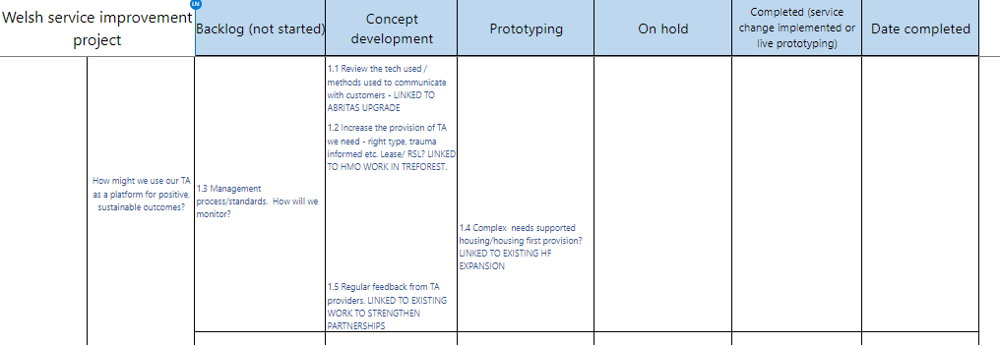 Welsh service improvement
project
LN
Backlog (not started)
Concept
development
Prototyping
On hold
Completed (service
change implemented or
live prototyping)
Date completed
1.1 Review the tech used /
methods used to communicate
with customers - LINKED TO
ABRITAS UPGRADE
1.2 Increase the provision of TA
we need - right type, trauma
informed etc. Lease/ RSL? LINKED
TO HMO WORK IN TREFOREST.
How might we use our TA
as a platform for positive,
sustainable outcomes?
1.3 Management
process/standards. How will we
monitor?
1.4 Complex needs supported
housing/housing first provision?
LINKED TO EXISTING HF
EXPANSION
1.5 Regular feedback from TA
providers. LINKED TO EXISTING
WORK TO STRENGTHEN
PARTNERSHIPS